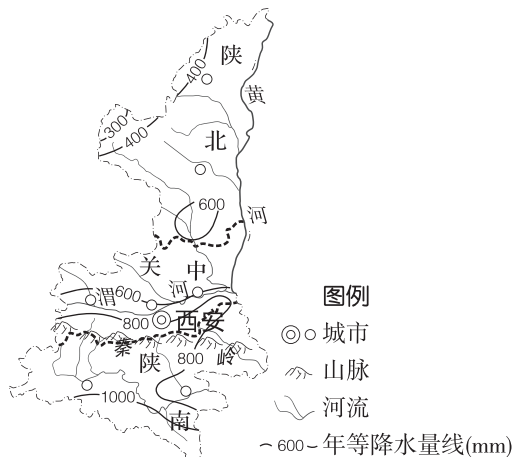 400
陕
黄
300
400
北
600
河
关
中
渭
600
河
800
西安
秦
陕
800
岭
1000
南
图例
城市
山脉
河流
600 年等降水量线(mm)